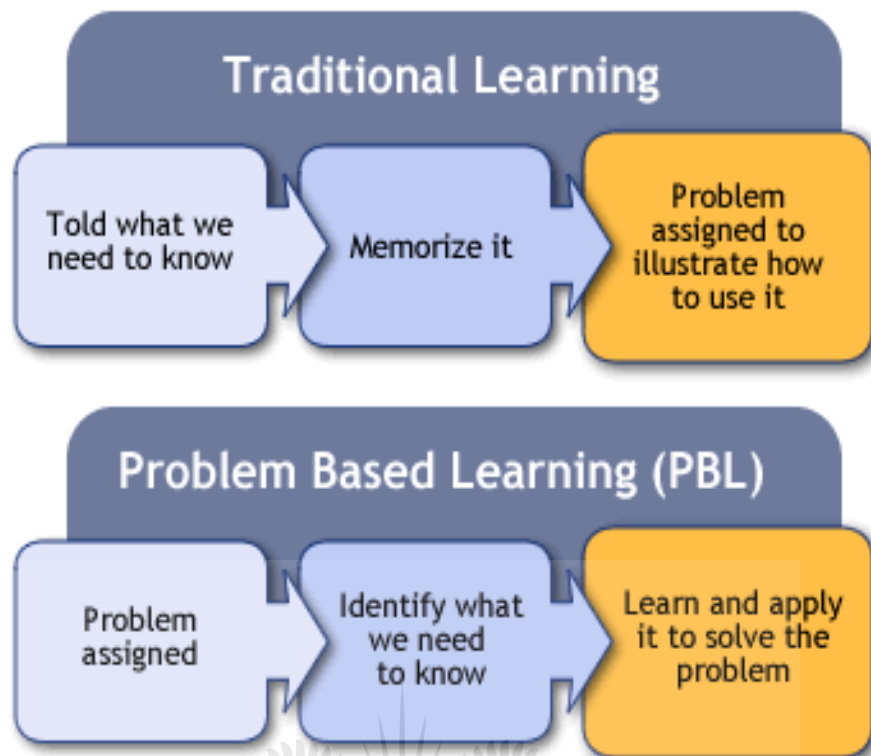 Traditional Learning
Told what we
need to know
Memorize it
Problem
assigned to
illustrate how
to use it
Problem Based Learning (PBL)
Problem
assigned
Identify what
we need
to know
Learn and apply
it to solve the
problem